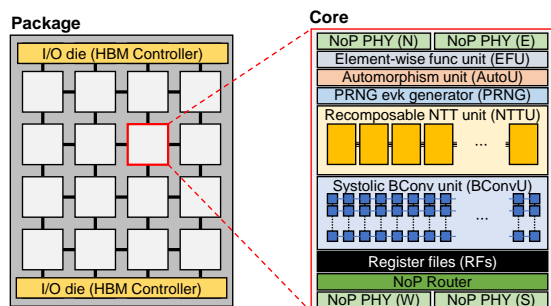 Package
I/O die (HBM Controller)
I/O die (HBM Controller)
Core
NoP PHY (N) NoP PHY (E)
Element-wise func unit (EFU)
Automorphism unit (AutoU)
PRNG evk generator (PRNG)
Recomposable NTT unit (NTTU)
...
Systolic BConv unit (BConvU)
...
...
Register files (RFs)
NoP Router
NoP PHY (W) NoP PHY (S)